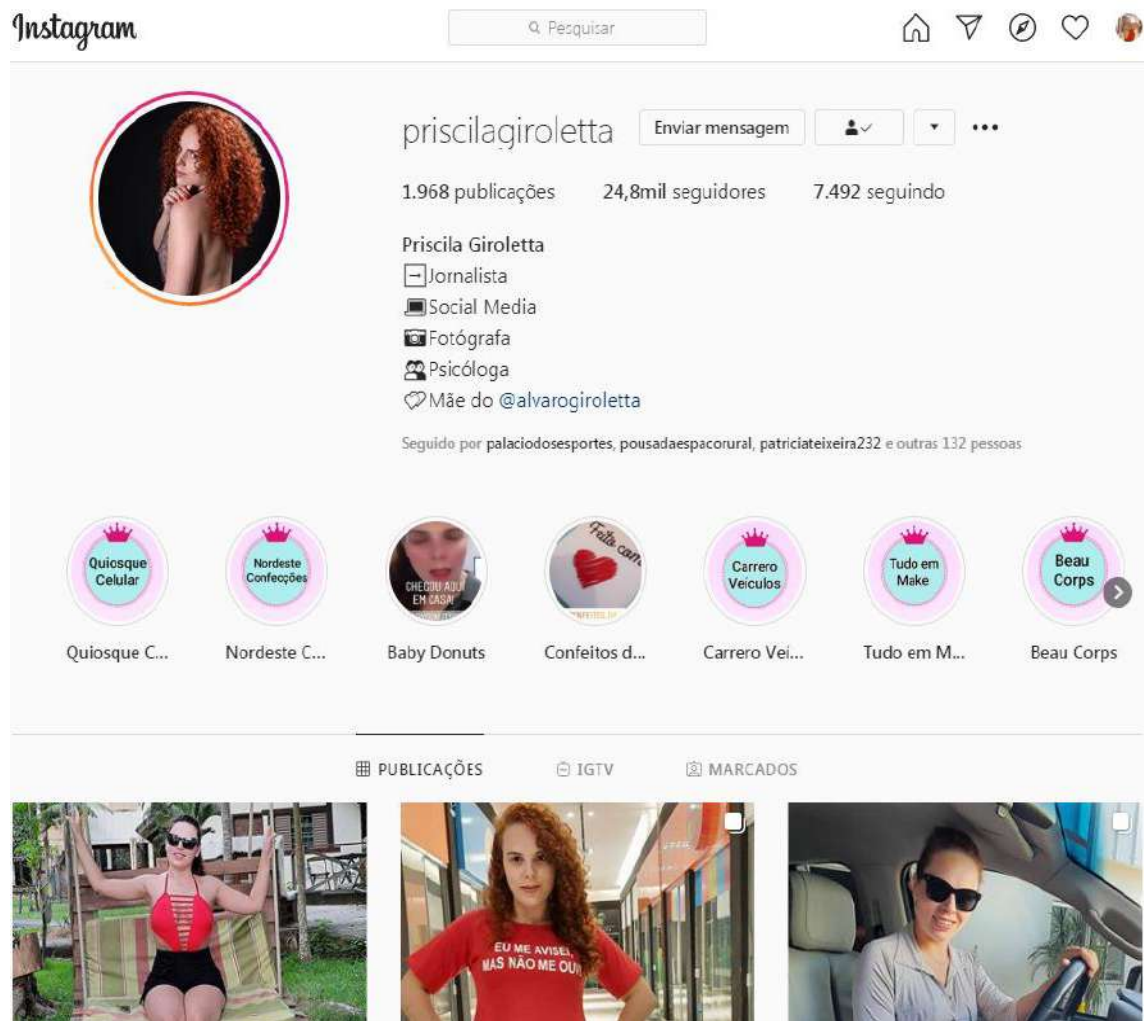 Instagram
Pesquisar
priscilagiroletta
Enviar mensagem
1.968 publicações 24,8mil seguidores 7.492 seguindo
Priscila Giroletta
Jornalista
Social Media
Fotógrafa
Psicóloga
Mãe do @alvarogiroletta
Seguido por palaciodosesportes, pousadaespacorural, patriciateixeira232 e outras 132 pessoas
Quiosque
Celular
Nordeste
Confecções
CHEGOU AQUI
EM CASA!
Feito com
Carrero
Veículos
Tudo em
Make
Beau
Corps
Quiosque C... Nordeste C... Baby Donuts Confeitos d... Carrero Vei... Tudo em M... Beau Corps
PUBLICAÇÕES IGTV MARCADOS
EU ME AVISEI,
MAS NÃO ME OU